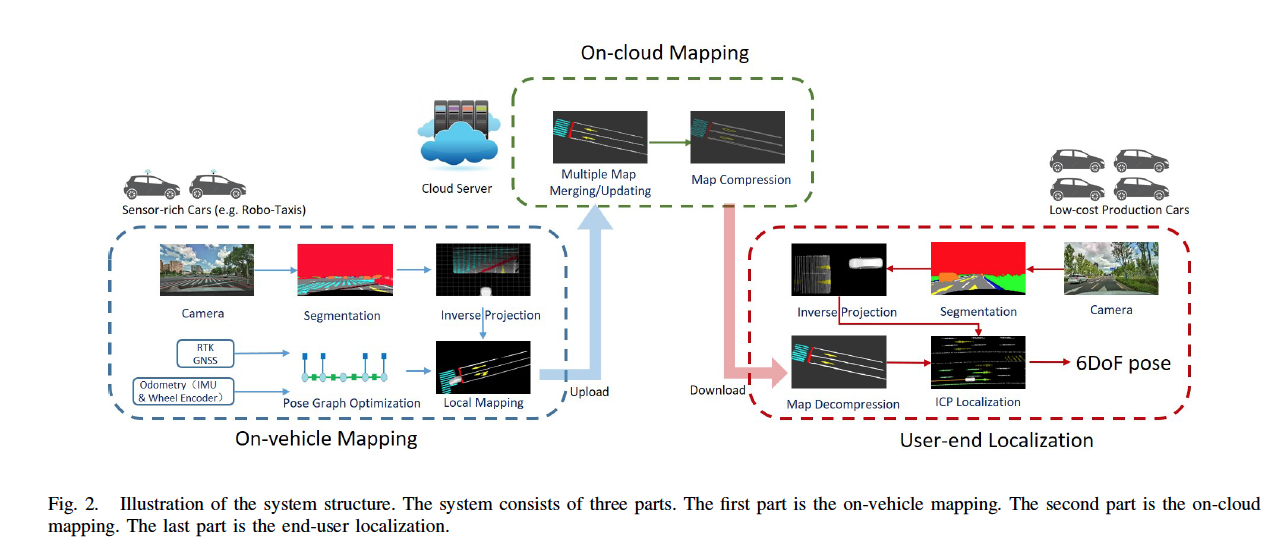 On-cloud Mapping
Cloud Server
Multiple Map
Merging/Updating
Map Compression
Sensor-rich Cars (e.g. Robo-Taxis)
Low-cost Production Cars
Camera
Segmentation
Inverse Projection
RTK
GNSS
Odometry（IMU
& Wheel Encoder）
Pose Graph Optimization
Local Mapping
Upload
On-vehicle Mapping
Inverse Projection
Segmentation
Camera
Download
Map Decompression
ICP Localization
6DoF pose
User-end Localization
Fig. 2. Illustration of the system structure. The system consists of three parts. The first part is the on-vehicle mapping. The second part is the on-cloud
mapping. The last part is the end-user localization.